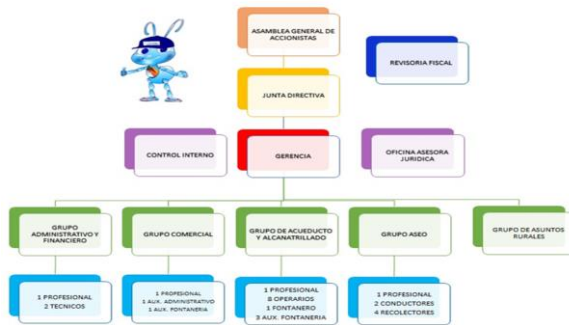 ASAMBLEA GENERAL DE
ACCIONISTAS
REVISORIA FISCAL
JUNTA DIRECTIVA
CONTROL INTERNO
GERENCIA
OFICINA ASESORA
JURIDICA
GRUPO
ADMINISTRATIVO Y
FINANCIERO
GRUPO COMERCIAL
GRUPO DE ACUEDUCTO
Y ALCANATRILLADO
GRUPO ASEO
GRUPO DE ASUNTOS
RURALES
1 PROFESIONAL
2 TECNICOS
1 PROFESIONAL
1 AUX. ADMINISTRATIVO
1 AUX. FONTANERIA
1 PROFESIONAL
8 OPERARIOS
1 FONTANERO
3 AUX. FONTANERIA
1 PROFESIONAL
2 CONDUCTORES
4 RECOLECTORES